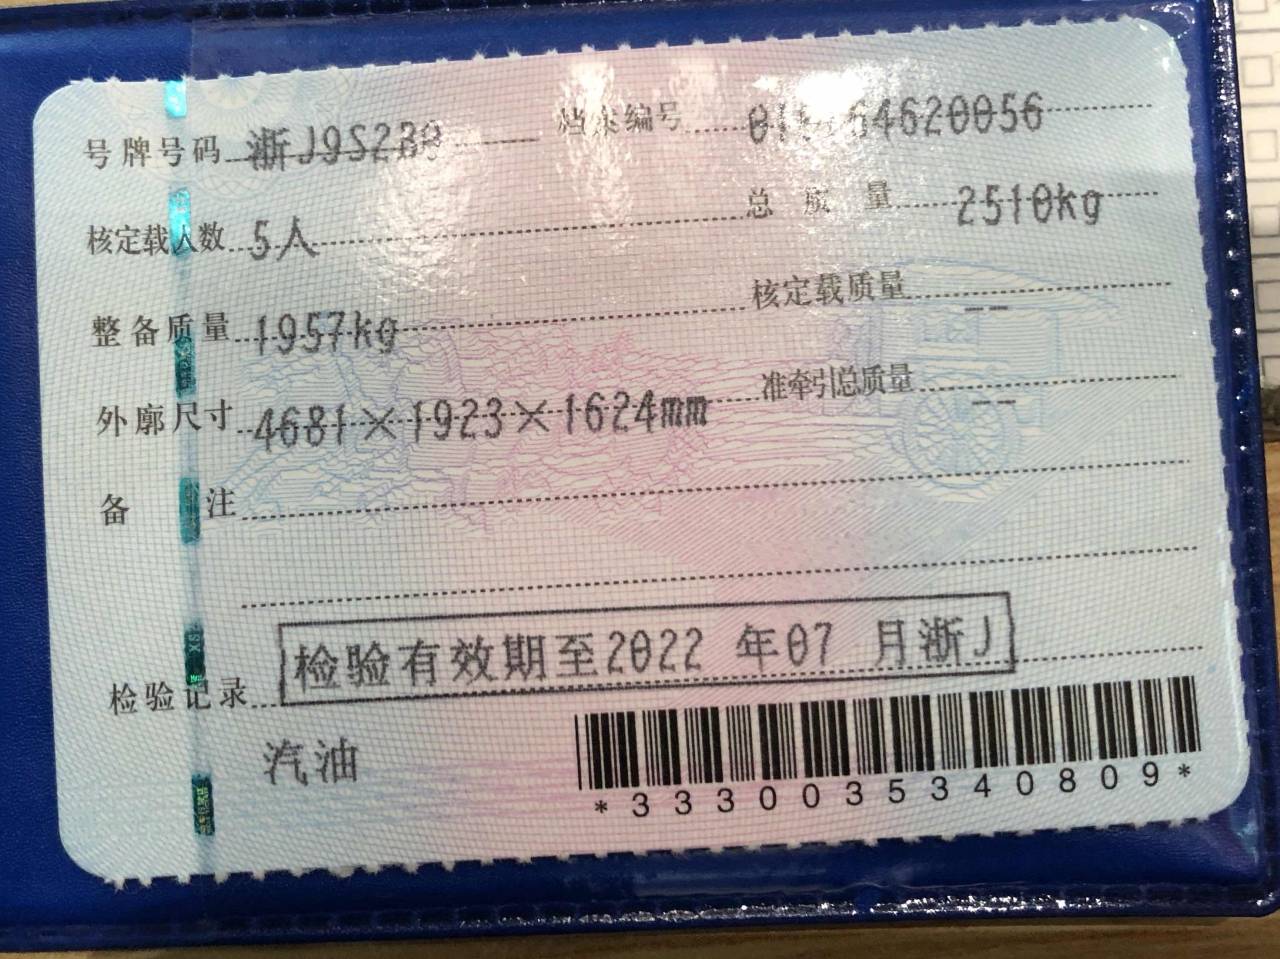 号牌号码 浙J9S2B0 档案编号 64620056
核定载人数 5人 总质量 2510kg
整备质量 1957kg 核定载质量 --
外廓尺寸 4681×1923×1624mm 准牵引总质量 --
备注
检验记录 检验有效期至2022 年07 月浙J
汽油
*3330035340809*